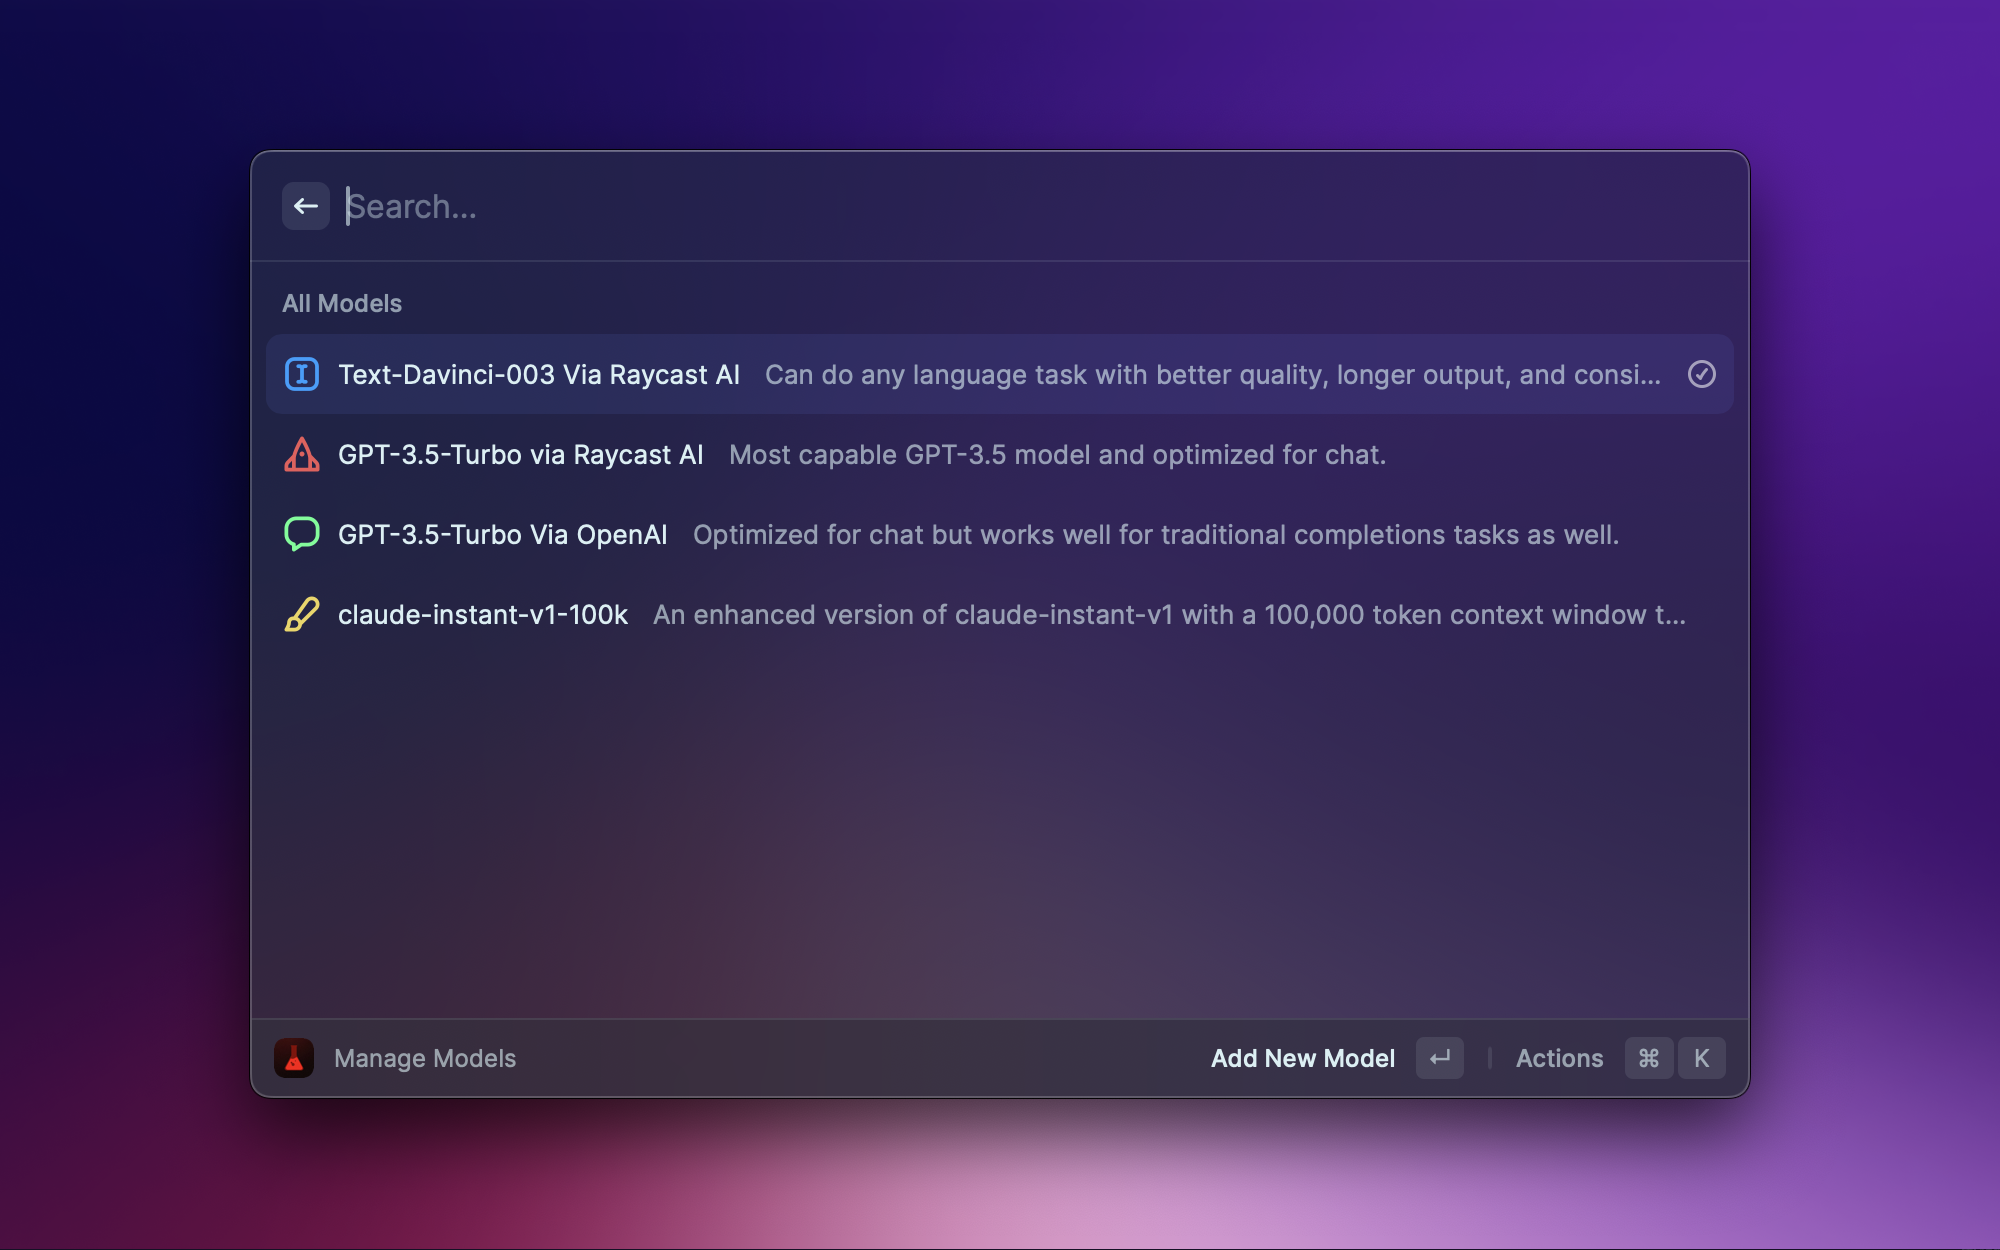 Search...
All Models
Text-Davinci-003 Via Raycast AI Can do any language task with better quality, longer output, and consi...
GPT-3.5-Turbo via Raycast AI Most capable GPT-3.5 model and optimized for chat.
GPT-3.5-Turbo Via OpenAI Optimized for chat but works well for traditional completions tasks as well.
claude-instant-v1-100k An enhanced version of claude-instant-v1 with a 100,000 token context window t...
Manage Models Add New Model ↵ Actions ⌘ K